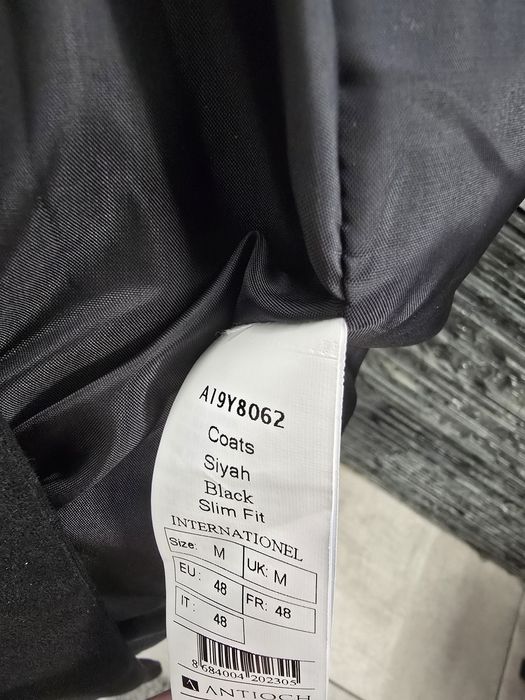 A19Y8062
Coats
Siyah
Black
Slim Fit
INTERNATIONEL
Size: M UK: M
EU: 48 FR: 48
IT: 48
8 684004 202305
ANTIOCH